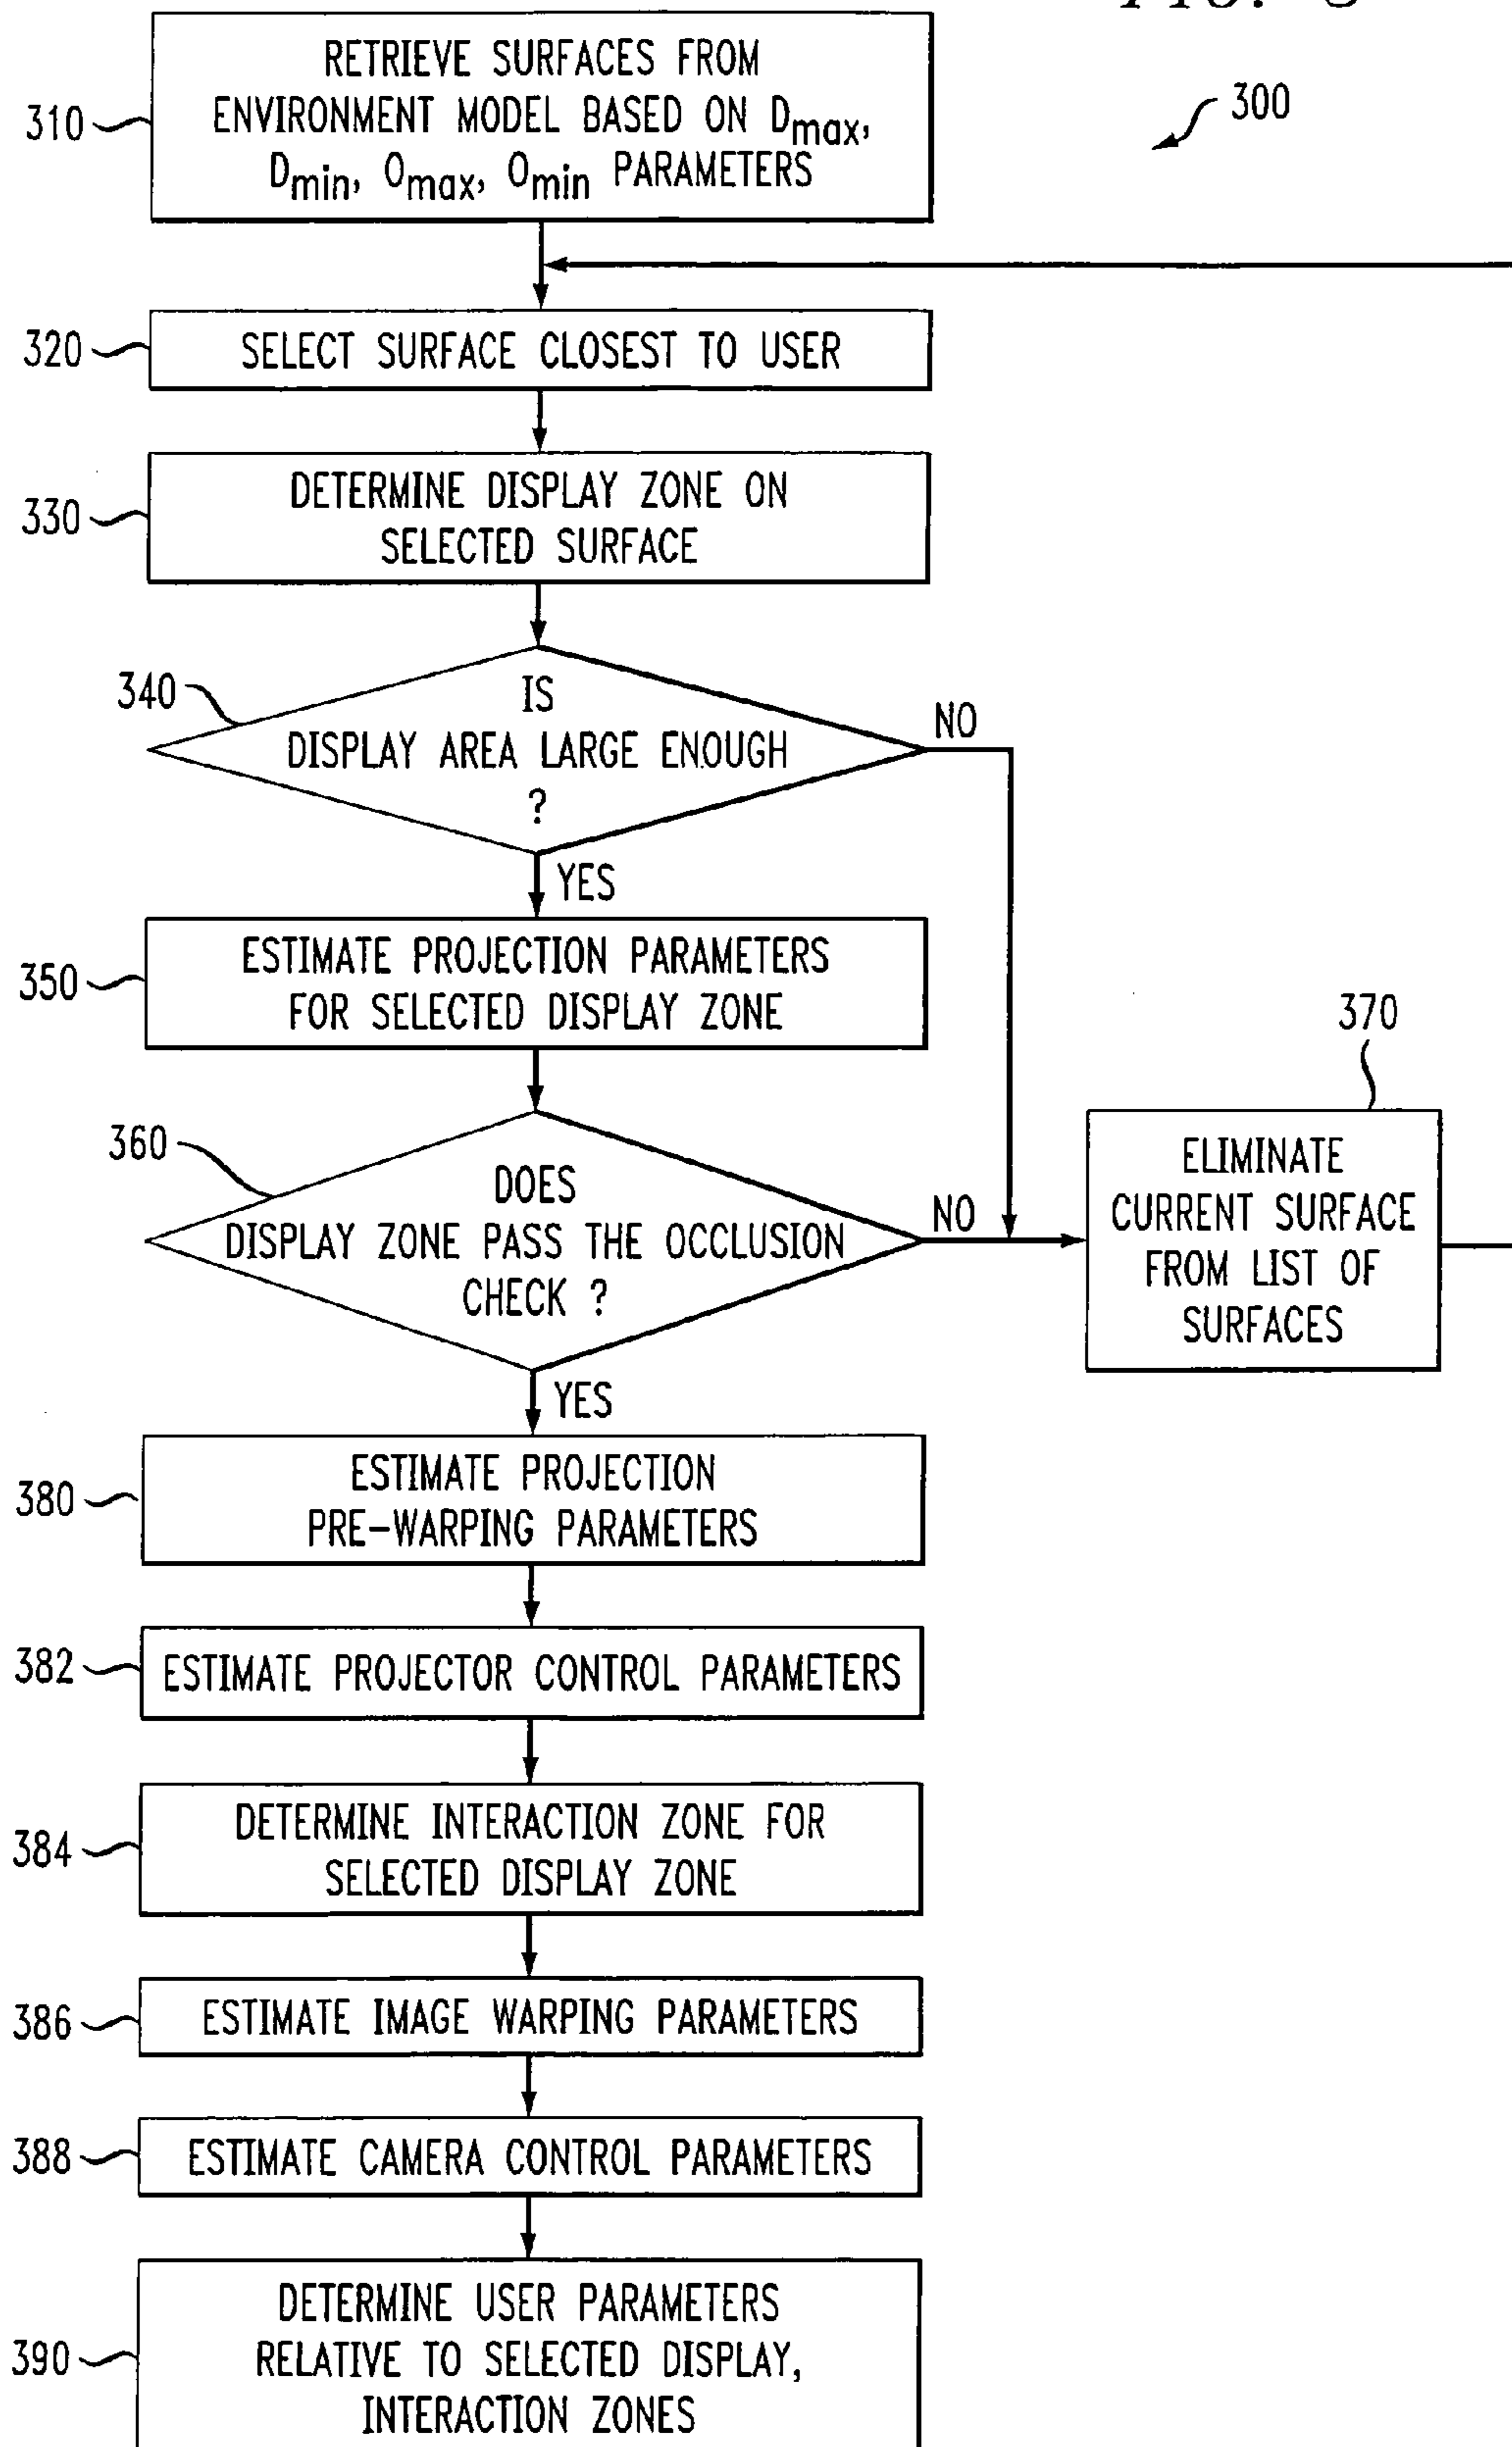 FIG. 3
300
310
RETRIEVE SURFACES FROM
ENVIRONMENT MODEL BASED ON Dmax,
Dmin, Omax, Omin PARAMETERS
320
SELECT SURFACE CLOSEST TO USER
330
DETERMINE DISPLAY ZONE ON
SELECTED SURFACE
340
IS
DISPLAY AREA LARGE ENOUGH
?
NO
YES
350
ESTIMATE PROJECTION PARAMETERS
FOR SELECTED DISPLAY ZONE
360
DOES
DISPLAY ZONE PASS THE OCCLUSION
CHECK ?
NO
YES
370
ELIMINATE
CURRENT SURFACE
FROM LIST OF
SURFACES
380
ESTIMATE PROJECTION
PRE-WARPING PARAMETERS
382
ESTIMATE PROJECTOR CONTROL PARAMETERS
384
DETERMINE INTERACTION ZONE FOR
SELECTED DISPLAY ZONE
386
ESTIMATE IMAGE WARPING PARAMETERS
388
ESTIMATE CAMERA CONTROL PARAMETERS
390
DETERMINE USER PARAMETERS
RELATIVE TO SELECTED DISPLAY,
INTERACTION ZONES